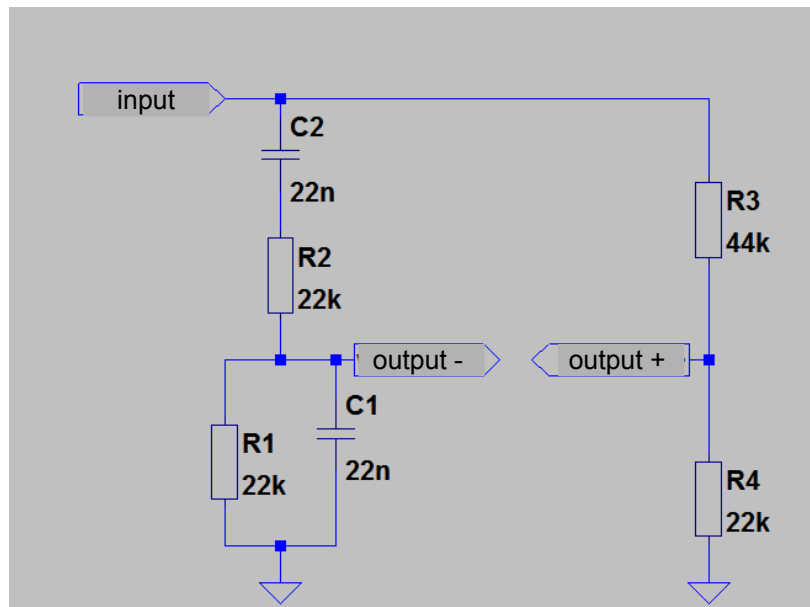 input
C2
22n
R2
22k
R3
44k
output -
output +
C1
22n
R1
22k
R4
22k